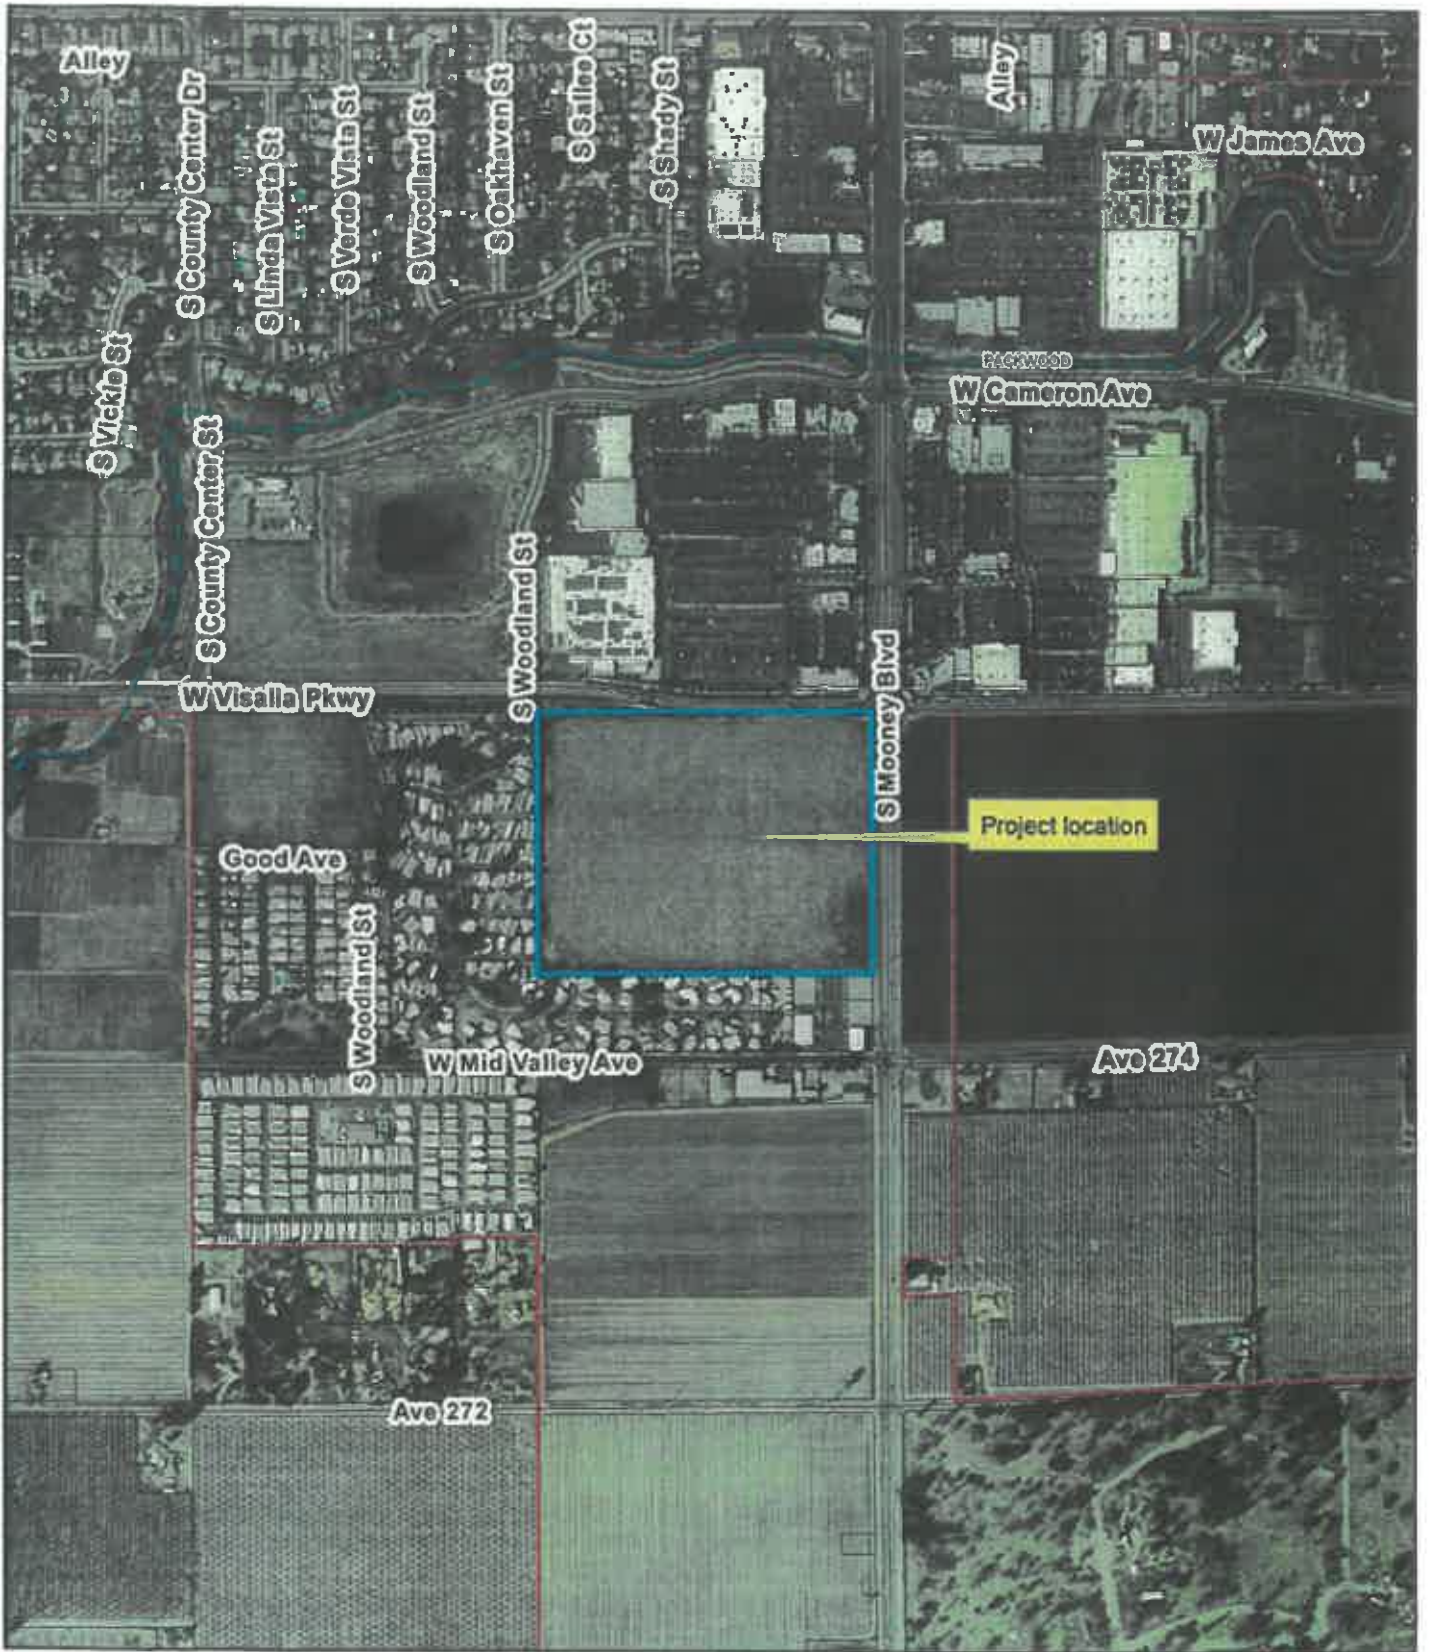 Alley
S County Center Dr
S Linda Vista St
S Verde Vista St
S Woodland St
S Oakhaven St
S Sallee Ct
S Shady St
Alley
W James Ave
S Vickie St
PACKWOOD
W Cameron Ave
S County Center St
S Woodland St
W Visalia Pkwy
S Mooney Blvd
Project location
Good Ave
S Woodland St
W Mid Valley Ave
Ave 274
Ave 272